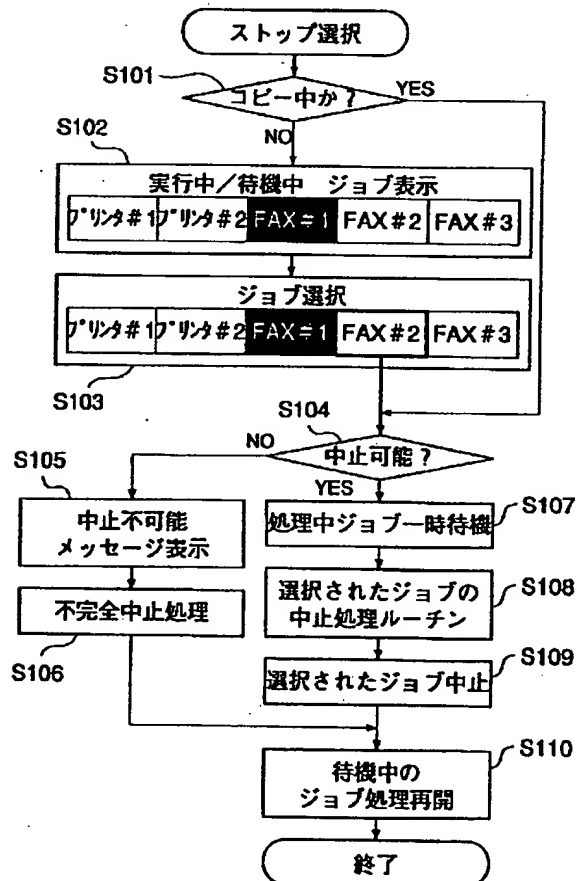 ストップ選択
S101
コピー中か？
YES
NO
S102
実行中／待機中 ジョブ表示
プリンタ＃1 プリンタ＃2 FAX＃1 FAX＃2 FAX＃3
ジョブ選択
プリンタ＃1 プリンタ＃2 FAX＃1 FAX＃2 FAX＃3
S103
S104
NO
中止可能？
YES
S105
中止不可能
メッセージ表示
不完全中止処理
S106
S107
処理中ジョブ一時待機
S108
選択されたジョブの
中止処理ルーチン
S109
選択されたジョブ中止
S110
待機中の
ジョブ処理再開
終了